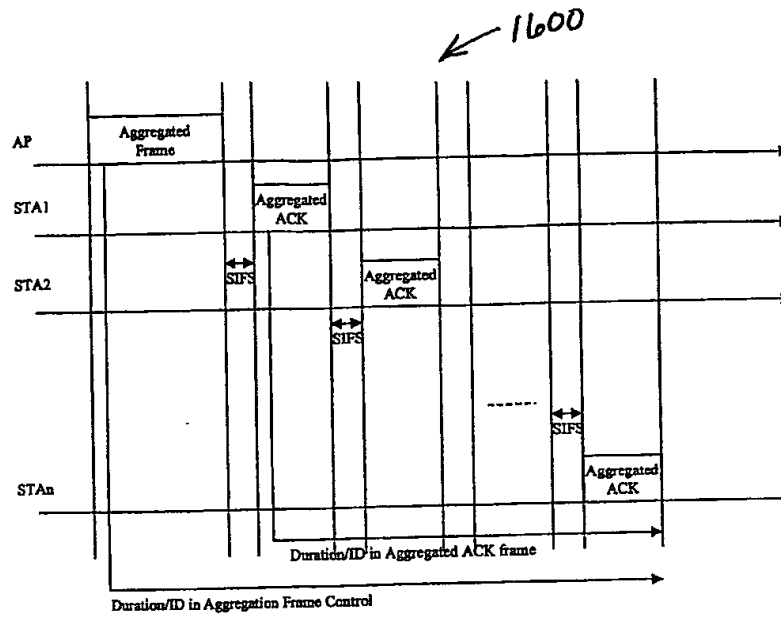 1600
AP
Aggregated
Frame
STA1
Aggregated
ACK
SIFS
STA2
Aggregated
ACK
SIFS
------
SIFS
STAn
Aggregated
ACK
Duration/ID in Aggregated ACK frame
Duration/ID in Aggregation Frame Control